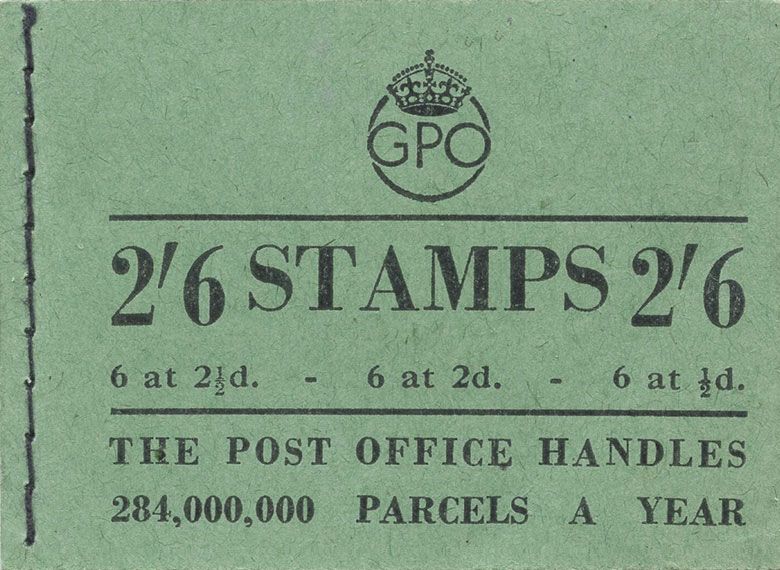 GPO
2'6 STAMPS 2'6
6 at 2½d. - 6 at 2d. - 6 at ½d.
THE POST OFFICE HANDLES
284,000,000 PARCELS A YEAR